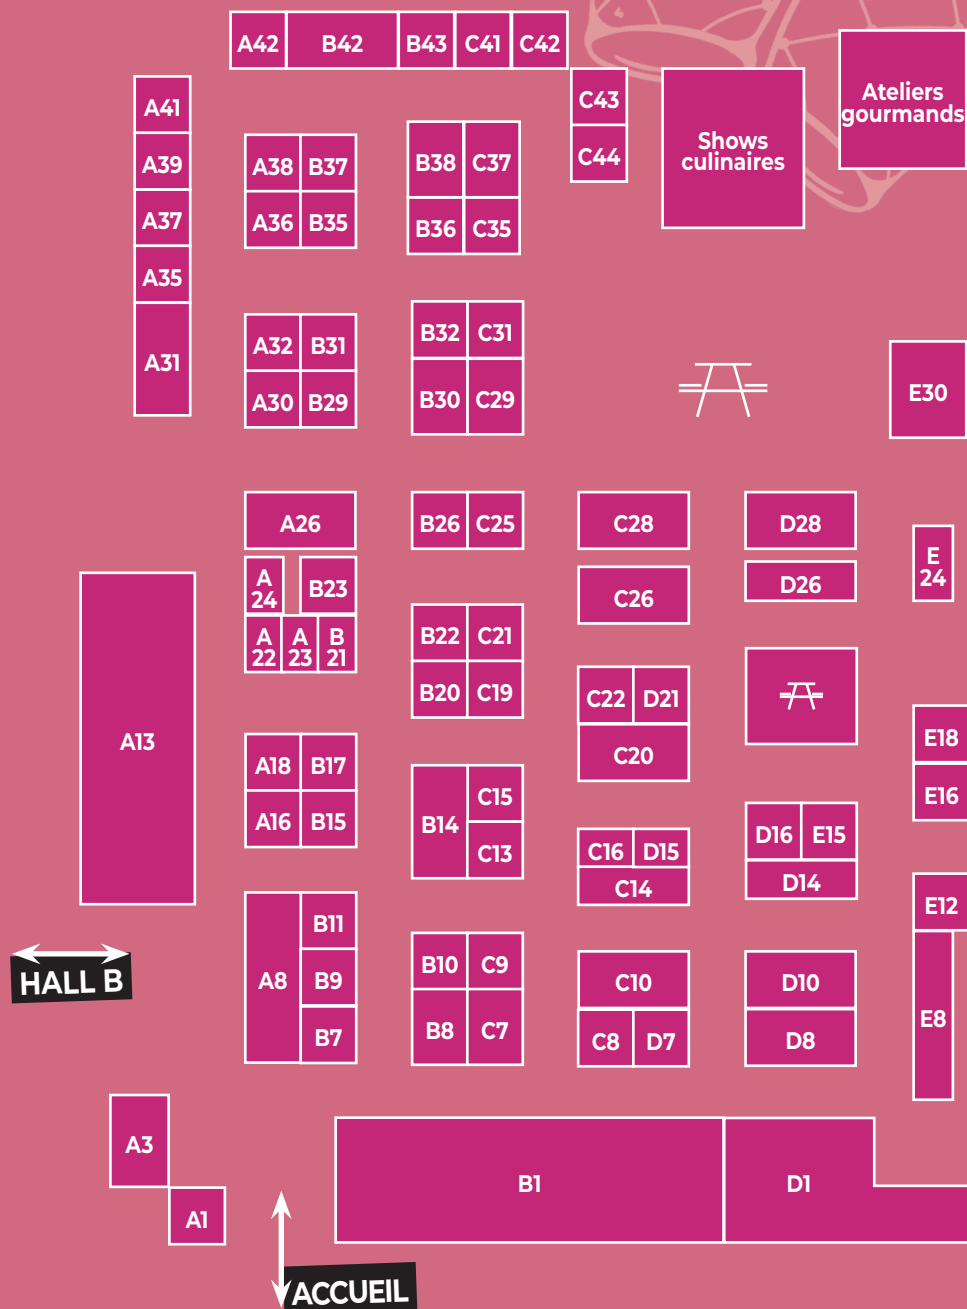 A42 B42 B43 C41 C42
C43
C44
Shows
culinaires
Ateliers
gourmands
A41
A39
A37
A35
A31
A38 B37
A36 B35
B38 C37
B36 C35
A32 B31
A30 B29
B32 C31
B30 C29
E30
A26
B26 C25
C28
D28
A
24
B23
A
22
A
23
B
21
C26
D26
E
24
B22 C21
B20 C19
C22 D21
C20
A13
A18 B17
A16 B15
B14
C15
C13
C16 D15
C14
D16 E15
D14
E18
E16
E12
E8
A8
B11
B9
B7
B10 C9
B8 C7
C10
C8 D7
D10
D8
HALL B
A3
A1
B1
D1
ACCUEIL